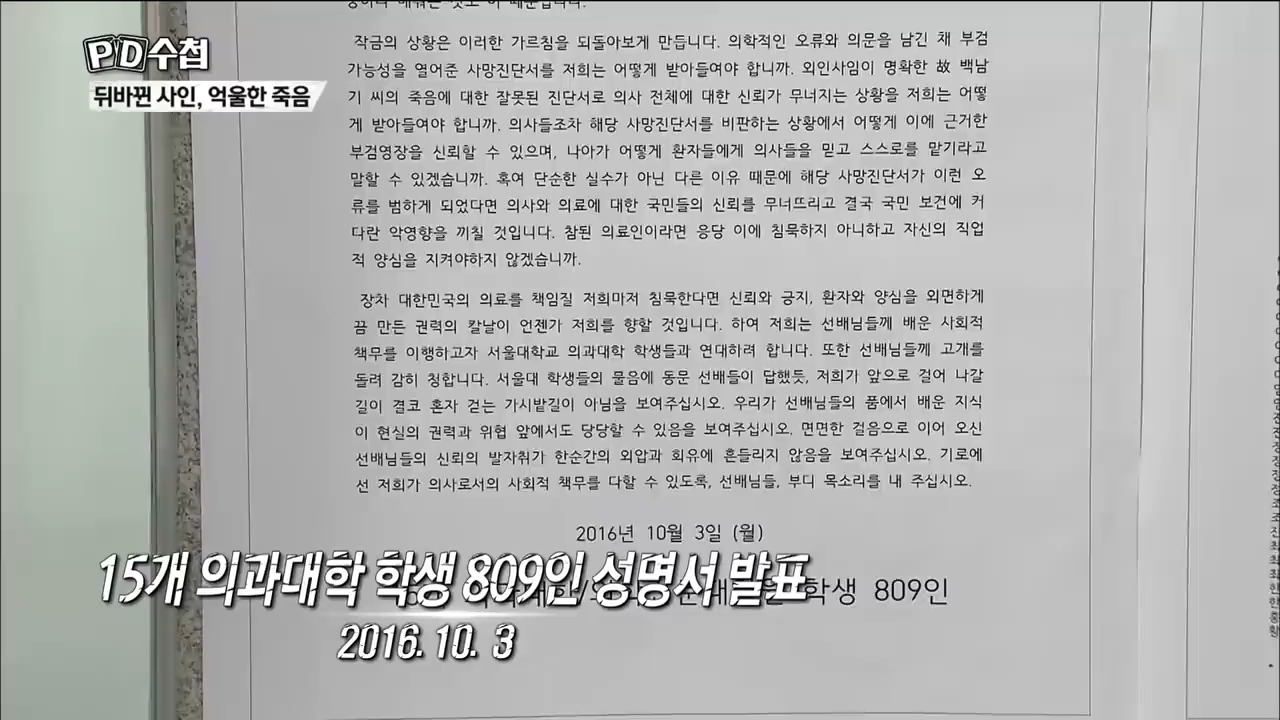 PD수첩
뒤바뀐 사인, 억울한 죽음
작금의 상황은 이러한 가르침을 되돌아보게 만듭니다. 의학적인 오류와 의문을 남긴 채 부검
가능성을 열어준 사망진단서를 저희는 어떻게 받아들여야 합니까. 외인사임이 명확한 故 백남
기 씨의 죽음에 대한 잘못된 진단서로 의사 전체에 대한 신뢰가 무너지는 상황을 저희는 어떻
게 받아들여야 합니까. 의사들조차 해당 사망진단서를 비판하는 상황에서 어떻게 이에 근거한
부검영장을 신뢰할 수 있으며, 나아가 어떻게 환자들에게 의사들을 믿고 스스로를 맡기라고
말할 수 있겠습니까. 혹여 단순한 실수가 아닌 다른 이유 때문에 해당 사망진단서가 이런 오
류를 범하게 되었다면 의사와 의료에 대한 국민들의 신뢰를 무너뜨리고 결국 국민 보건에 커
다란 악영향을 끼칠 것입니다. 참된 의료인이라면 응당 이에 침묵하지 아니하고 자신의 직업
적 양심을 지켜야하지 않겠습니까.
장차 대한민국의 의료를 책임질 저희마저 침묵한다면 신뢰와 긍지, 환자와 양심을 외면하게
끔 만든 권력의 칼날이 언젠가 저희를 향할 것입니다. 하여 저희는 선배님들께 배운 사회적
책무를 이행하고자 서울대학교 의과대학 학생들과 연대하려 합니다. 또한 선배님들께 고개를
돌려 감히 청합니다. 서울대 학생들의 물음에 동문 선배들이 답했듯, 저희가 앞으로 걸어 나갈
길이 결코 혼자 걷는 가시밭길이 아님을 보여주십시오. 우리가 선배님들의 품에서 배운 지식
이 현실의 권력과 위협 앞에서도 당당할 수 있음을 보여주십시오. 면면한 걸음으로 이어 오신
선배님들의 신뢰의 발자취가 한순간의 외압과 회유에 흔들리지 않음을 보여주십시오. 기로에
선 저희가 의사로서의 사회적 책무를 다할 수 있도록, 선배님들, 부디 목소리를 내 주십시오.
2016년 10월 3일 (월)
학생 809인
15개 의과대학 학생 809인 성명서 발표
2016. 10. 3